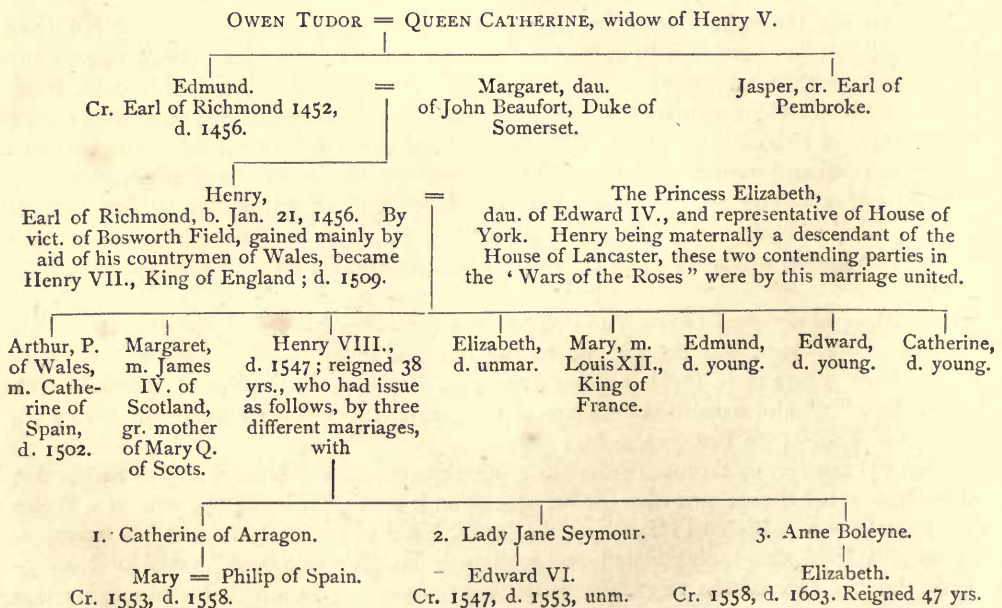 OWEN TUDOR = QUEEN CATHERINE, widow of Henry V.
Edmund.
Cr. Earl of Richmond 1452,
d. 1456.
=
Margaret, dau.
of John Beaufort, Duke of
Somerset.
Jasper, cr. Earl of
Pembroke.
Henry,
Earl of Richmond, b. Jan. 21, 1456. By
vict. of Bosworth Field, gained mainly by
aid of his countrymen of Wales, became
Henry VII., King of England ; d. 1509.
=
The Princess Elizabeth,
dau. of Edward IV., and representative of House of
York. Henry being maternally a descendant of the
House of Lancaster, these two contending parties in
the ‘ Wars of the Roses ” were by this marriage united.
Arthur, P.
of Wales,
m. Cathe-
rine of
Spain,
d. 1502.
Margaret,
m. James
IV. of
Scotland,
gr. mother
of Mary Q.
of Scots.
Henry VIII.,
d. 1547 ; reigned 38
yrs., who had issue
as follows, by three
different marriages,
with
Elizabeth,
d. unmar.
Mary, m.
Louis XII.,
King of
France.
Edmund,
d. young.
Edward,
d. young.
Catherine,
d. young.
1. Catherine of Arragon.
Mary = Philip of Spain.
Cr. 1553, d. 1558.
2. Lady Jane Seymour.
Edward VI.
Cr. 1547, d. 1553, unm.
3. Anne Boleyne.
Elizabeth.
Cr. 1558, d. 1603. Reigned 47 yrs.